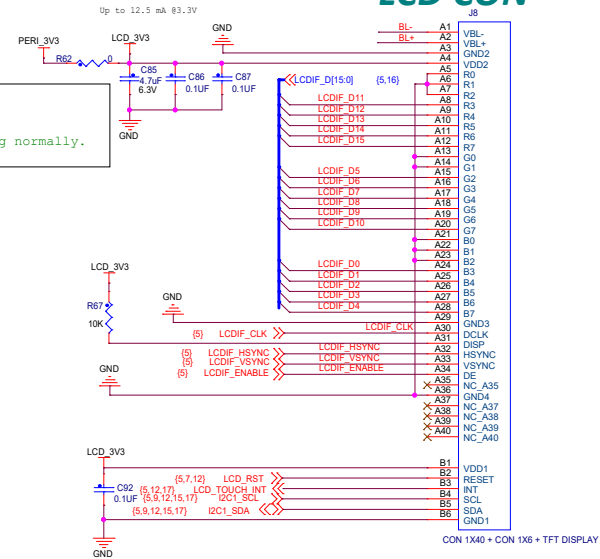 LCD CON
Up to 12.5 mA @3.3V
J8
PERI_3V3
LCD_3V3
GND
R62
0
C85
4.7uF
6.3V
C86
0.1UF
C87
0.1UF
GND
g normally.
LCDIF_D[15:0] {5,16}
BL- A1 VBL-
BL+ A2 VBL+
A3 GND2
A4 VDD2
A5 R0
A6 R1
A7 R2
LCDIF_D11 A8 R3
LCDIF_D12 A9 R4
LCDIF_D13 A10 R5
LCDIF_D14 A11 R6
LCDIF_D15 A12 R7
A13 G0
A14 G1
LCDIF_D5 A15 G2
LCDIF_D6 A16 G3
LCDIF_D7 A17 G4
LCDIF_D8 A18 G5
LCDIF_D9 A19 G6
LCDIF_D10 A20 G7
A21 B0
A22 B1
A23 B2
LCDIF_D0 A24 B3
LCDIF_D1 A25 B4
LCDIF_D2 A26 B5
LCDIF_D3 A27 B6
LCDIF_D4 A28 B7
A29 GND3
LCD_3V3
R67
10K
GND
{5} LCDIF_CLK LCDIF_CLK A30 DCLK
A31 DISP
{5} LCDIF_HSYNC LCDIF_HSYNC A32 HSYNC
{5} LCDIF_VSYNC LCDIF_VSYNC A33 VSYNC
{5} LCDIF_ENABLE LCDIF_ENABLE A34 DE
A35 NC_A35
GND
A36 GND4
A37 NC_A37
A38 NC_A38
A39 NC_A39
A40 NC_A40
LCD_3V3
C92
0.1UF
GND
B1 VDD1
{5,7,12} LCD_RST B2 RESET
{5,12,17} LCD_TOUCH_INT B3 INT
{5,9,12,15,17} I2C1_SCL B4 SCL
{5,9,12,15,17} I2C1_SDA B5 SDA
B6 GND1
CON 1X40 + CON 1X6 + TFT DISPLAY